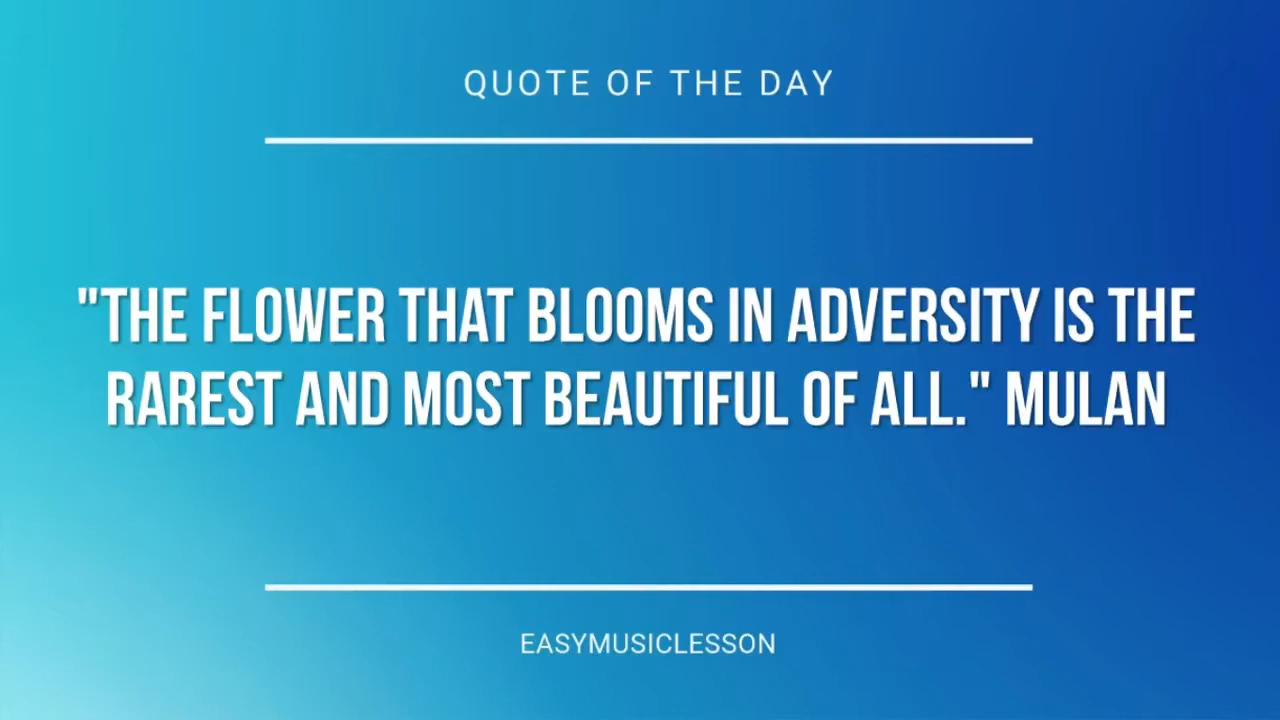 QUOTE OF THE DAY
"THE FLOWER THAT BLOOMS IN ADVERSITY IS THE
RAREST AND MOST BEAUTIFUL OF ALL." MULAN
EASYMUSICLESSON